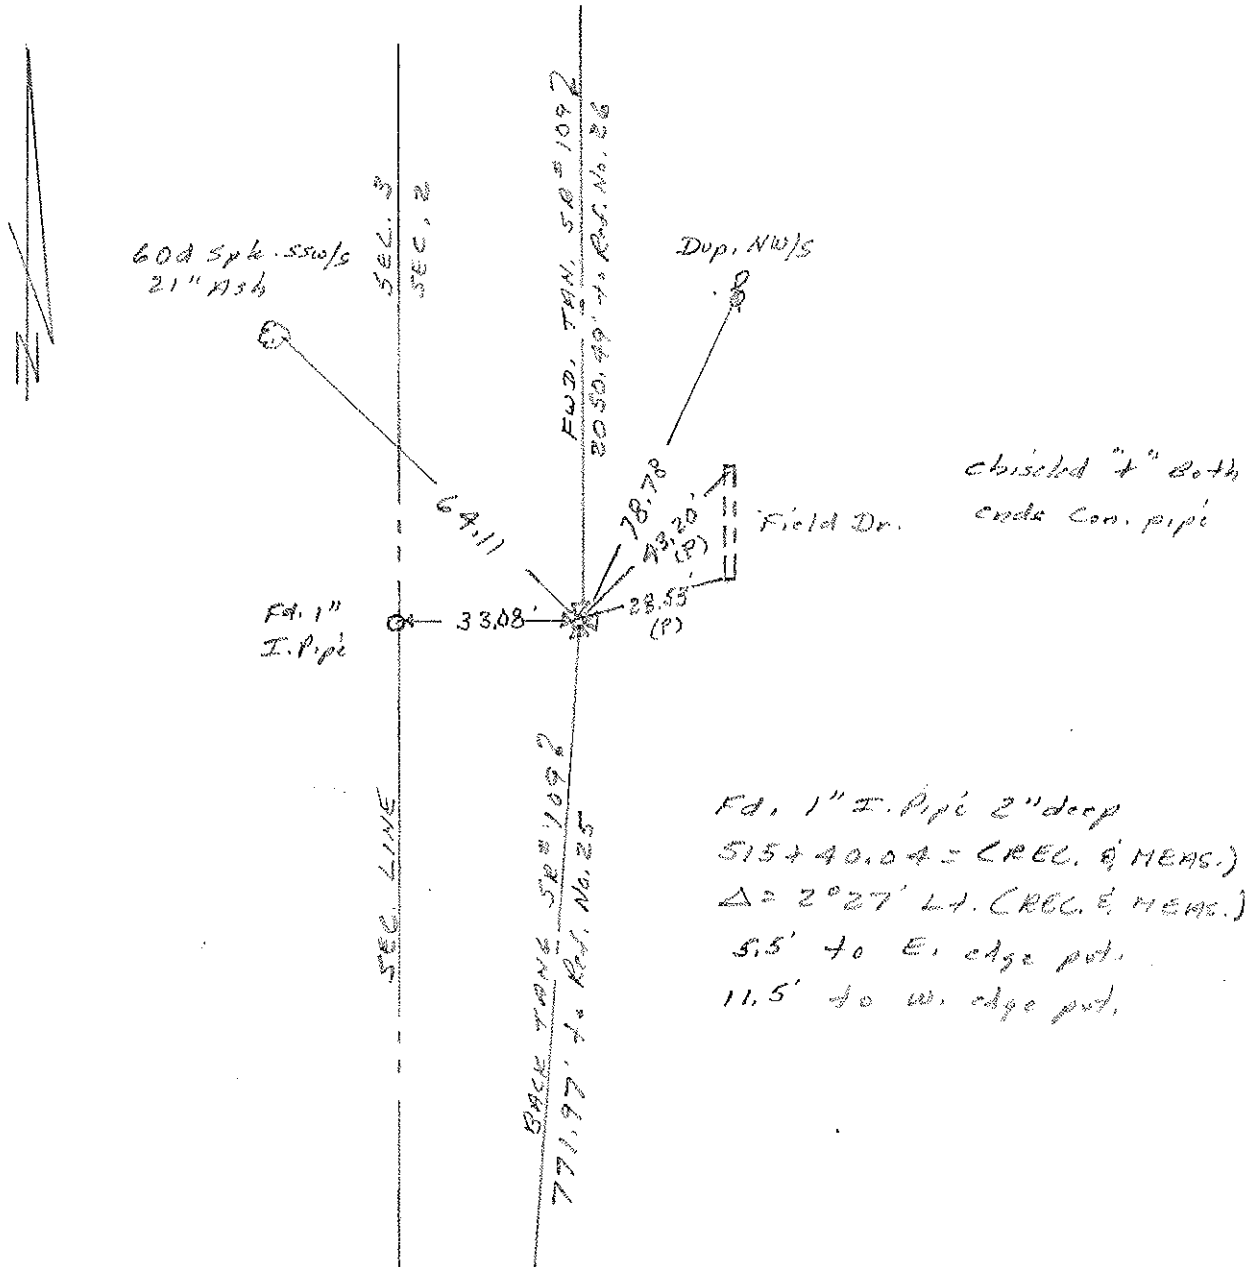 N
60d Spk. SSW/S
21" Ash
SEC. 3
SEC. 2
FWD. TAN. SR # 109
2050.49' to Ref. No. 26
Dup. NW/S
64.11
78.78
43.20'
(P)
Field Dr.
chiseled "+" Both
ends Con. pipe
Fd. 1"
I. Pipe
33.08'
28.55'
(P)
SEC. LINE
BACK TANG. SR # 109
771.97' to Ref. No. 25
Fd. 1" I. Pipe 2" deep
515+40.04 = (REC. & MEAS.)
Δ = 2°27' Lt. (REC. & MEAS.)
5.5' to E. edge pvt.
11.5' to W. edge pvt.